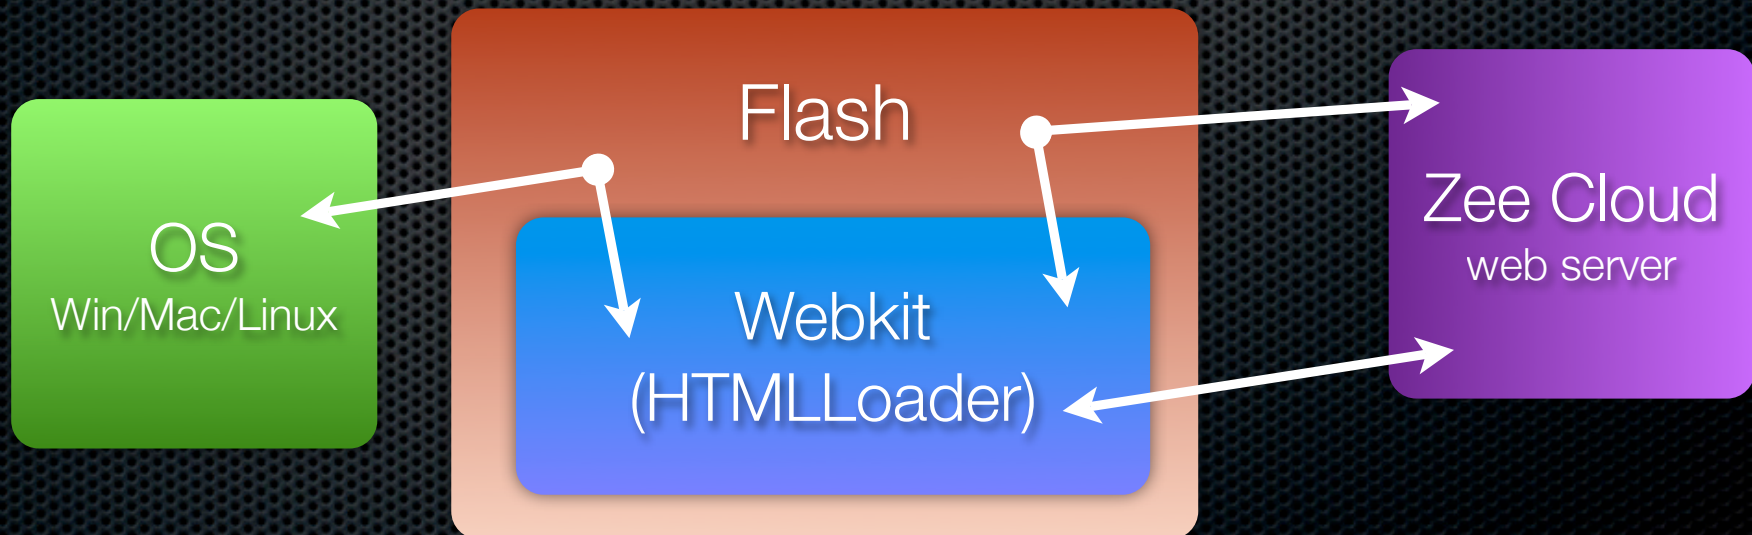 OS
Win/Mac/Linux
Flash
Webkit
(HTMLLoader)
Zee Cloud
web server